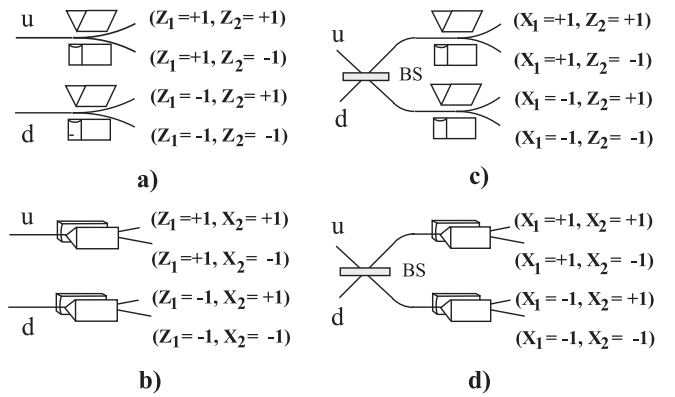 u
(Z1 = +1, Z2 = +1)
(Z1 = +1, Z2 = -1)
(Z1 = -1, Z2 = +1)
d
(Z1 = -1, Z2 = -1)
a)
u
(Z1 = +1, X2 = +1)
(Z1 = +1, X2 = -1)
(Z1 = -1, X2 = +1)
d
(Z1 = -1, X2 = -1)
b)
u
(X1 = +1, Z2 = +1)
(X1 = +1, Z2 = -1)
BS
(X1 = -1, Z2 = +1)
d
(X1 = -1, Z2 = -1)
c)
u
(X1 = +1, X2 = +1)
(X1 = +1, X2 = -1)
BS
(X1 = -1, X2 = +1)
d
(X1 = -1, X2 = -1)
d)